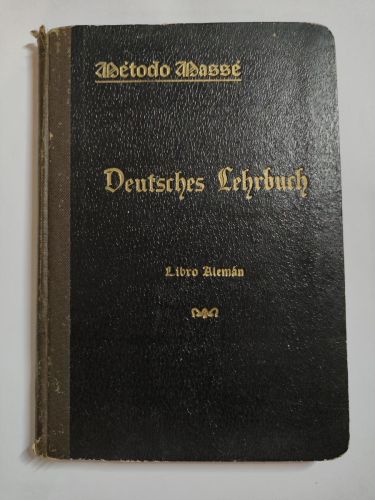 Método Massé
Deutsches Lehrbuch
Libro Alemán